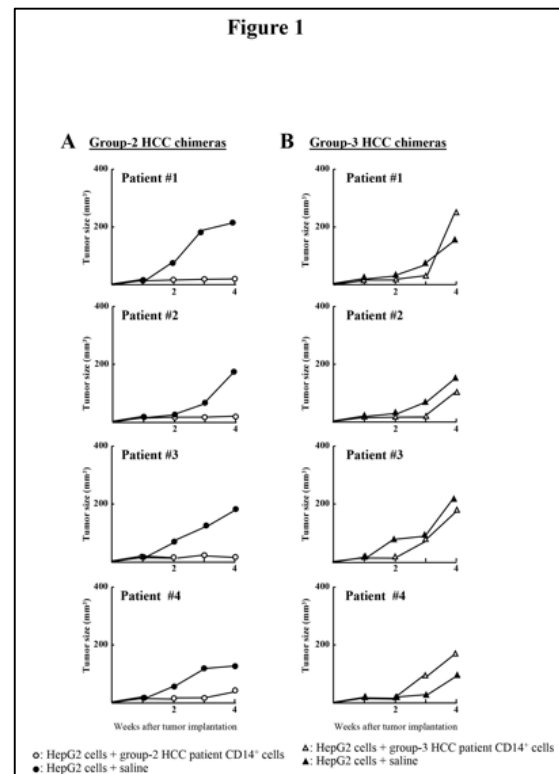 Figure 1
A Group-2 HCC chimeras
B Group-3 HCC chimeras
Patient #1
400
200
2
4
Tumor size (mm³)
Patient #2
400
200
2
4
Tumor size (mm³)
Patient #3
400
200
2
4
Tumor size (mm³)
Patient #4
400
200
2
4
Tumor size (mm³)
Weeks after tumor implantation
○: HepG2 cells + group-2 HCC patient CD14⁺ cells
●: HepG2 cells + saline
Patient #1
400
200
2
4
Tumor size (mm³)
Patient #2
400
200
2
4
Tumor size (mm³)
Patient #3
400
200
2
4
Tumor size (mm³)
Patient #4
400
200
2
4
Tumor size (mm³)
Weeks after tumor implantation
△: HepG2 cells + group-3 HCC patient CD14⁺ cells
▲: HepG2 cells + saline